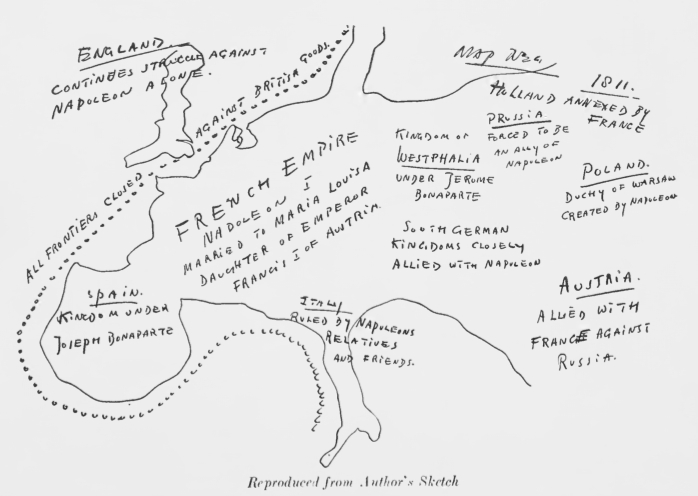 ENGLAND.
CONTINUES STRUGGLE AGAINST
NAPOLEON ALONE.
ALL FRONTIERS CLOSED AGAINST BRITISH GOODS.
1811.
HOLLAND ANNEXED BY
FRANCE
PRUSSIA
FORCED TO BE
AN ALLY OF
NAPOLEON
KINGDOM OF
WESTPHALIA
UNDER JEROME
BONAPARTE
POLAND.
DUCHY OF WARSAW
CREATED BY NAPOLEON
FRENCH EMPIRE
NAPOLEON I
MARRIED TO MARIA LOUISA
DAUGHTER OF EMPEROR
FRANCIS I OF AUSTRIA.
SOUTH GERMAN
KINGDOMS CLOSELY
ALLIED WITH NAPOLEON
SPAIN.
KINGDOM UNDER
JOSEPH BONAPARTE
ITALY
RULED BY NAPOLEONS
RELATIVES
AND FRIENDS.
AUSTRIA.
ALLIED WITH
FRANCE AGAINST
RUSSIA.
Reproduced from Author's Sketch